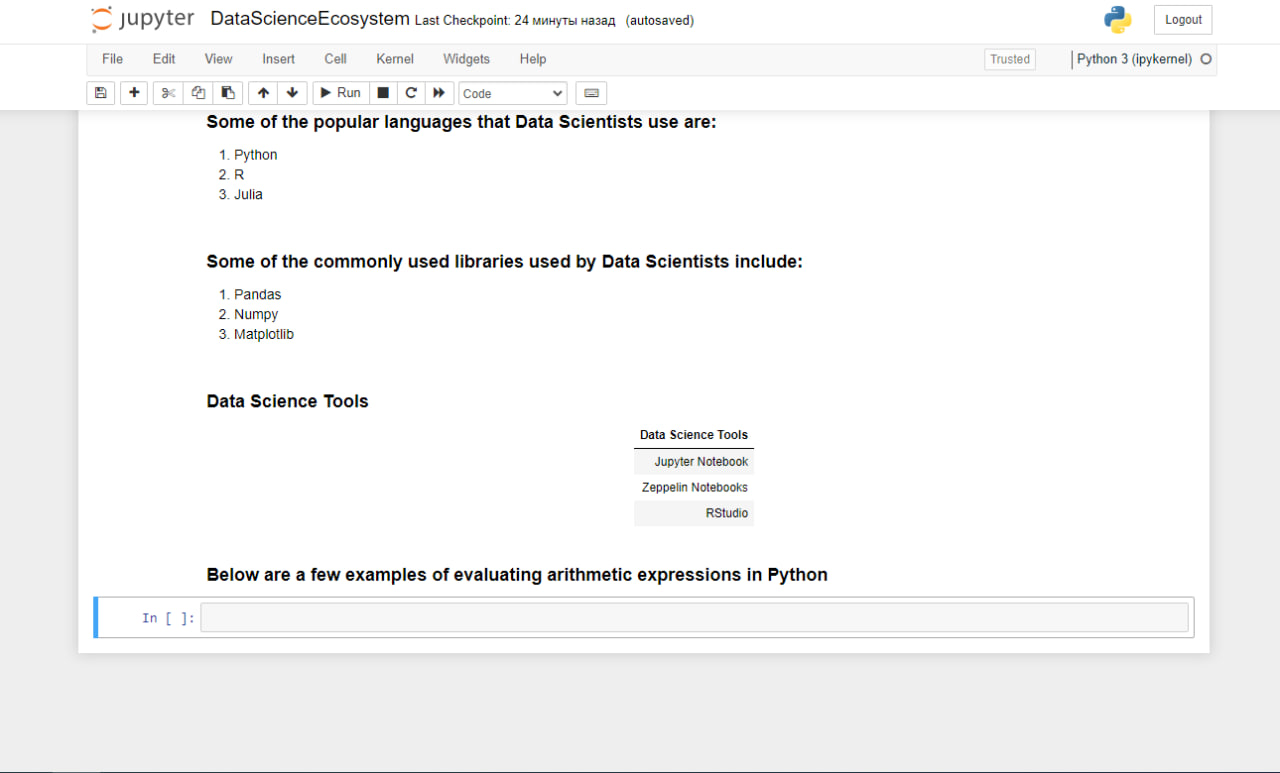 jupyter DataScienceEcosystem Last Checkpoint: 24 минуты назад (autosaved) Logout
File Edit View Insert Cell Kernel Widgets Help Trusted Python 3 (ipykernel)
Run Code
Some of the popular languages that Data Scientists use are:
1. Python
2. R
3. Julia
Some of the commonly used libraries used by Data Scientists include:
1. Pandas
2. Numpy
3. Matplotlib
Data Science Tools
Data Science Tools
Jupyter Notebook
Zeppelin Notebooks
RStudio
Below are a few examples of evaluating arithmetic expressions in Python
In [ ]: